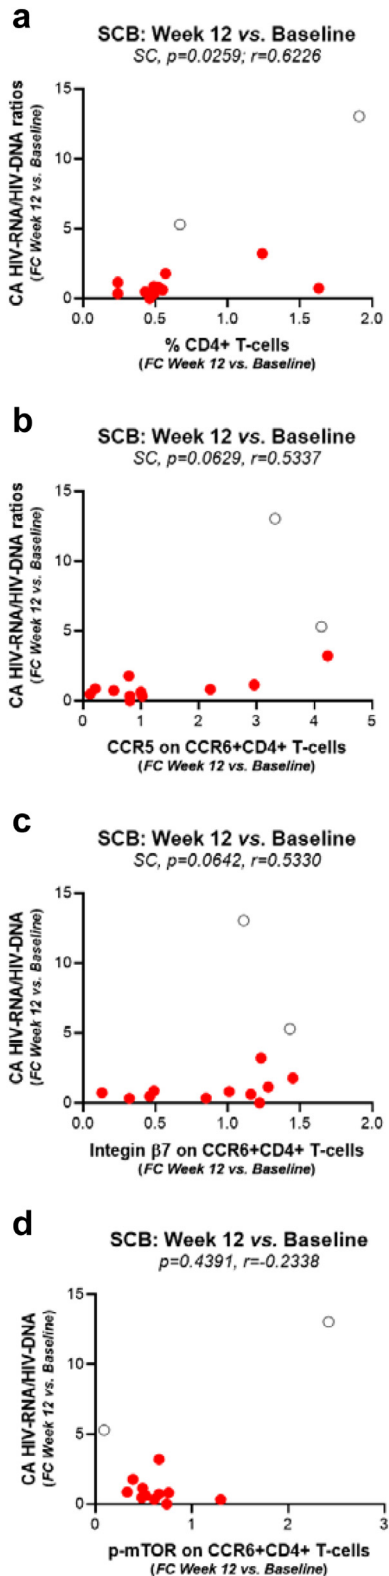 a
SCB: Week 12 vs. Baseline
SC, p=0.0259; r=0.6226
CA HIV-RNA/HIV-DNA ratios
(FC Week 12 vs. Baseline)
15
10
5
0
0.0 0.5 1.0 1.5 2.0
% CD4+ T-cells
(FC Week 12 vs. Baseline)
b
SCB: Week 12 vs. Baseline
SC, p=0.0629, r=0.5337
CA HIV-RNA/HIV-DNA ratios
(FC Week 12 vs. Baseline)
15
10
5
0
0 1 2 3 4 5
CCR5 on CCR6+CD4+ T-cells
(FC Week 12 vs. Baseline)
c
SCB: Week 12 vs. Baseline
SC, p=0.0642, r=0.5330
CA HIV-RNA/HIV-DNA
(FC Week 12 vs. Baseline)
15
10
5
0
0.0 0.5 1.0 1.5 2.0
Integin β7 on CCR6+CD4+ T-cells
(FC Week 12 vs. Baseline)
d
SCB: Week 12 vs. Baseline
p=0.4391, r=-0.2338
CA HIV-RNA/HIV-DNA
(FC Week 12 vs. Baseline)
15
10
5
0
0 1 2 3
p-mTOR on CCR6+CD4+ T-cells
(FC Week 12 vs. Baseline)